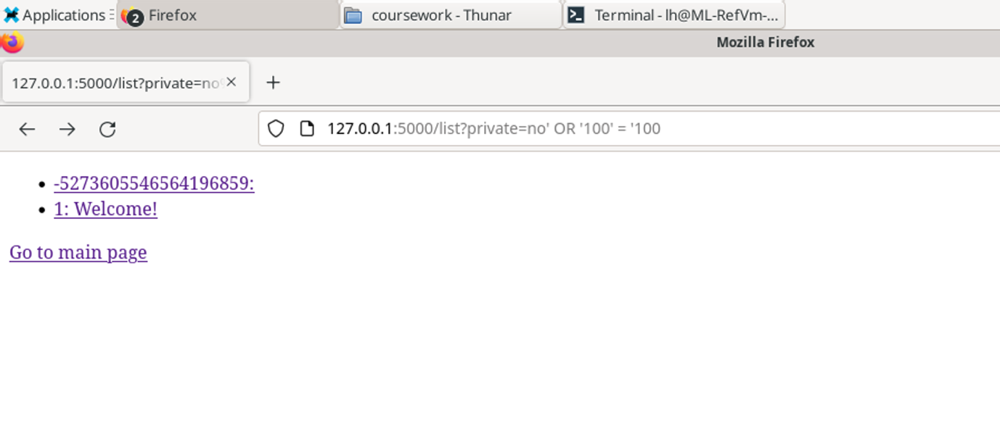 Applications 2 Firefox coursework - Thunar Terminal - lh@ML-RefVm-...
Mozilla Firefox
127.0.0.1:5000/list?private=no
127.0.0.1:5000/list?private=no' OR '100' = '100
-5273605546564196859:
1: Welcome!
Go to main page